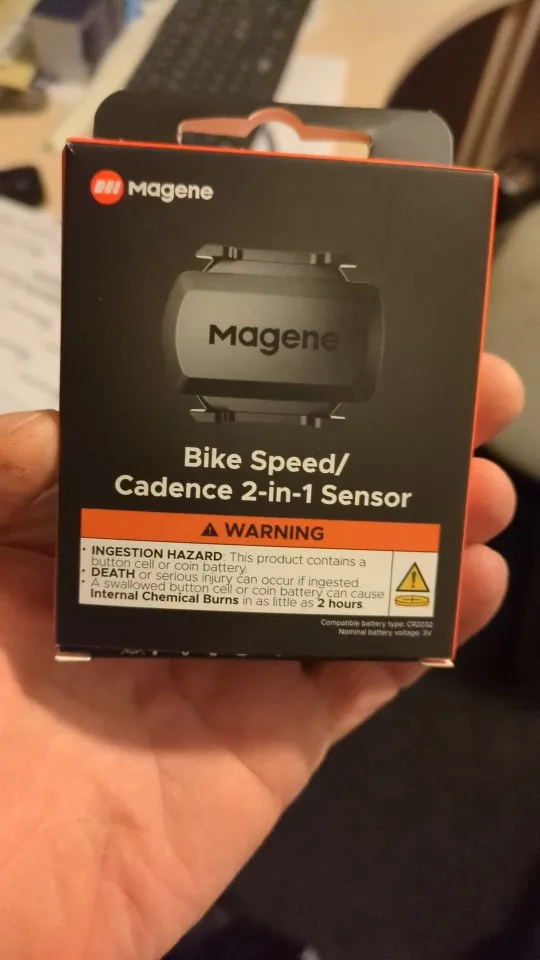 Magene
Magene
Bike Speed/
Cadence 2-in-1 Sensor
WARNING
• INGESTION HAZARD: This product contains a
button cell or coin battery.
• DEATH or serious injury can occur if ingested.
• A swallowed button cell or coin battery can cause
Internal Chemical Burns in as little as 2 hours.
Compatible battery type: CR2032
Nominal battery voltage: 3V